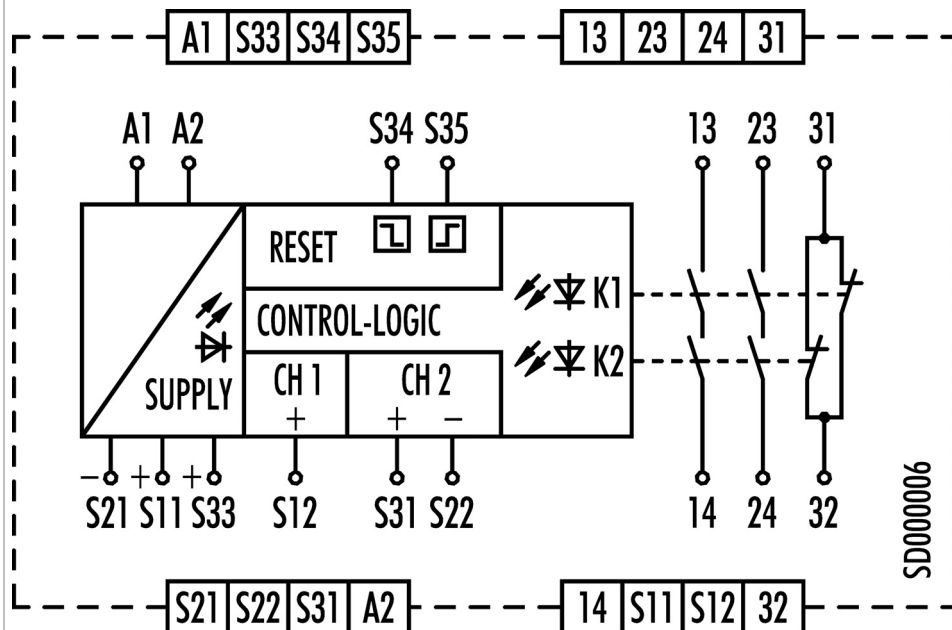 A1 S33 S34 S35 13 23 24 31
A1 A2 S34 S35 13 23 31
RESET
K1
CONTROL-LOGIC
K2
SUPPLY CH 1 CH 2
+ + −
− + +
S21 S11 S33 S12 S31 S22 14 24 32
SD000006
S21 S22 S31 A2 14 S11 S12 32